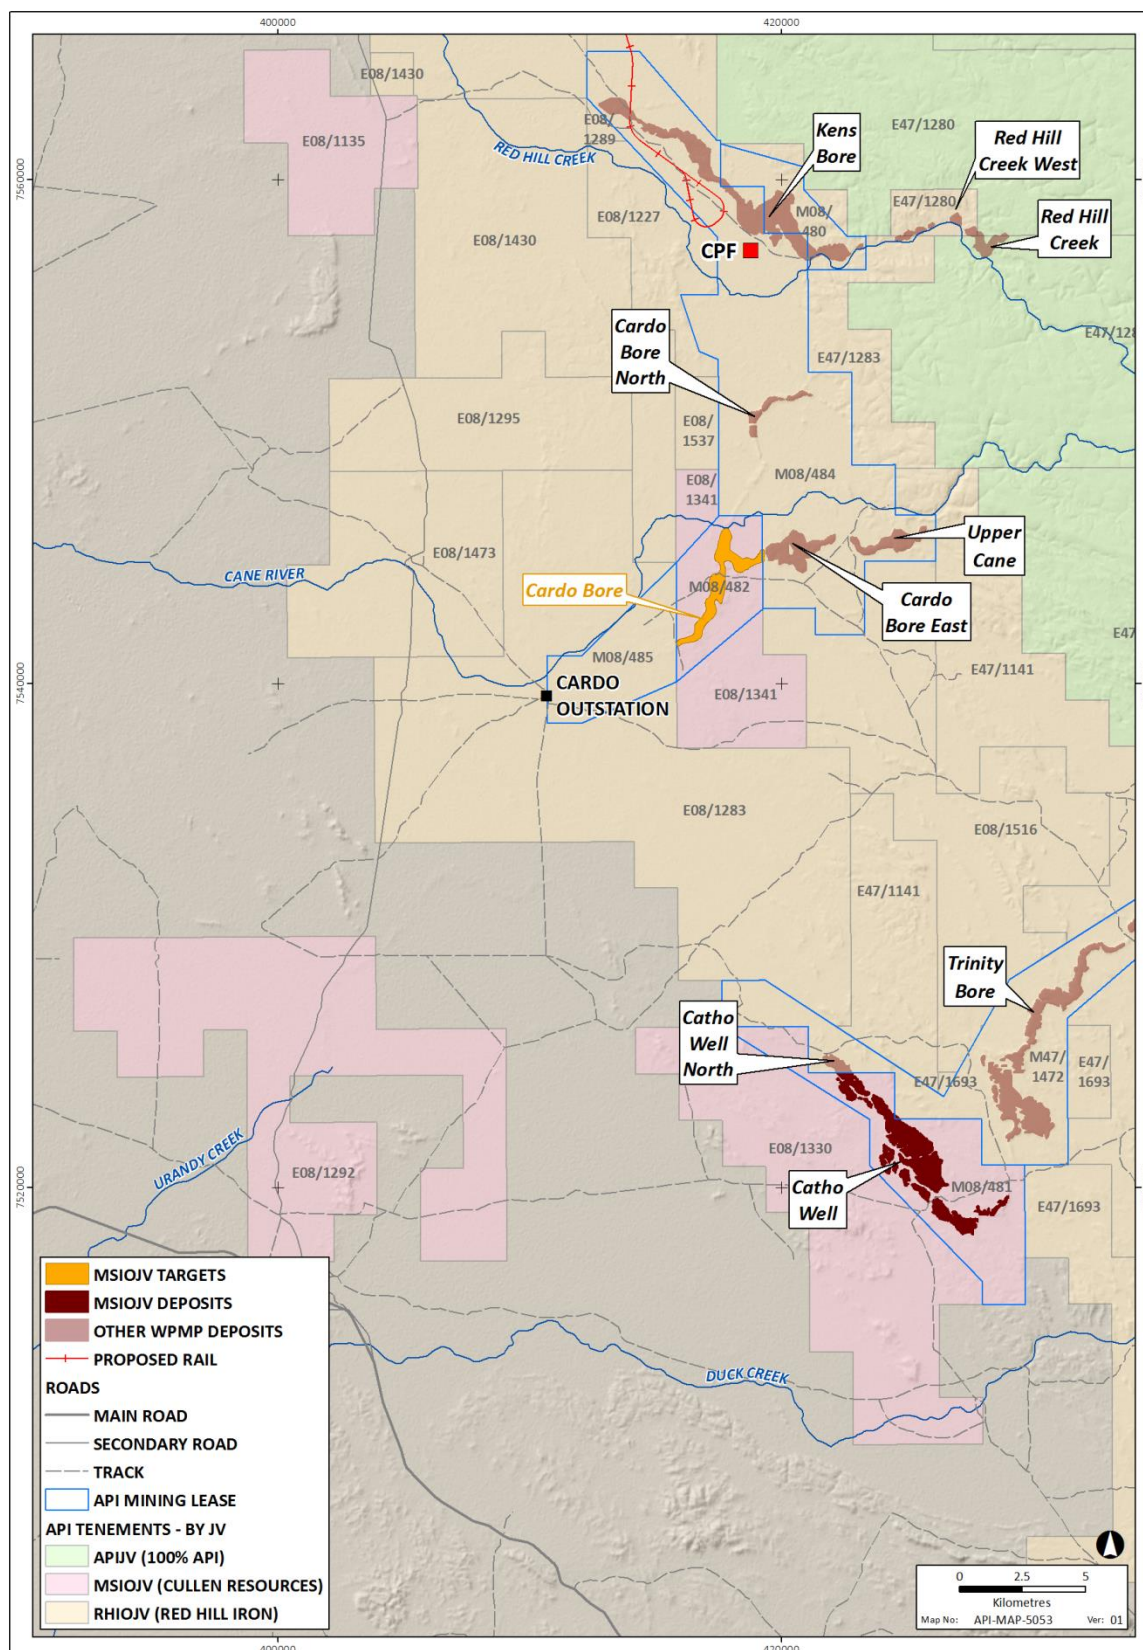 400000
420000
E08/1430
E08/1135
E08/
1289
Kens
Bore
E47/1280
Red Hill
Creek West
RED HILL CREEK
7560000
7560000
E08/1227
M08/
480
E47/1280
Red Hill
Creek
E08/1430
CPF
Cardo
Bore
North
E47/1283
E08/1295
E08/
1537
M08/484
E08/
1341
E08/1473
CANE RIVER
Cardo Bore
M08/482
Upper
Cane
Cardo
Bore East
M08/485
E47/1141
7540000
7540000
CARDO
OUTSTATION
E08/1341
E08/1283
E08/1516
E47/1141
Trinity
Bore
Catho
Well
North
M47/
1472
E47/
1693
E47/1693
URANDY CREEK
E08/1292
E08/1330
Catho
Well
M08/481
7520000
7520000
E47/1693
DUCK CREEK
MSIOJV TARGETS
MSIOJV DEPOSITS
OTHER WPMP DEPOSITS
PROPOSED RAIL
ROADS
MAIN ROAD
SECONDARY ROAD
TRACK
API MINING LEASE
API TENEMENTS - BY JV
APIJV (100% API)
MSIOJV (CULLEN RESOURCES)
RHIOJV (RED HILL IRON)
0 2.5 5
Kilometres
Map No: API-MAP-5053 Ver: 01
400000